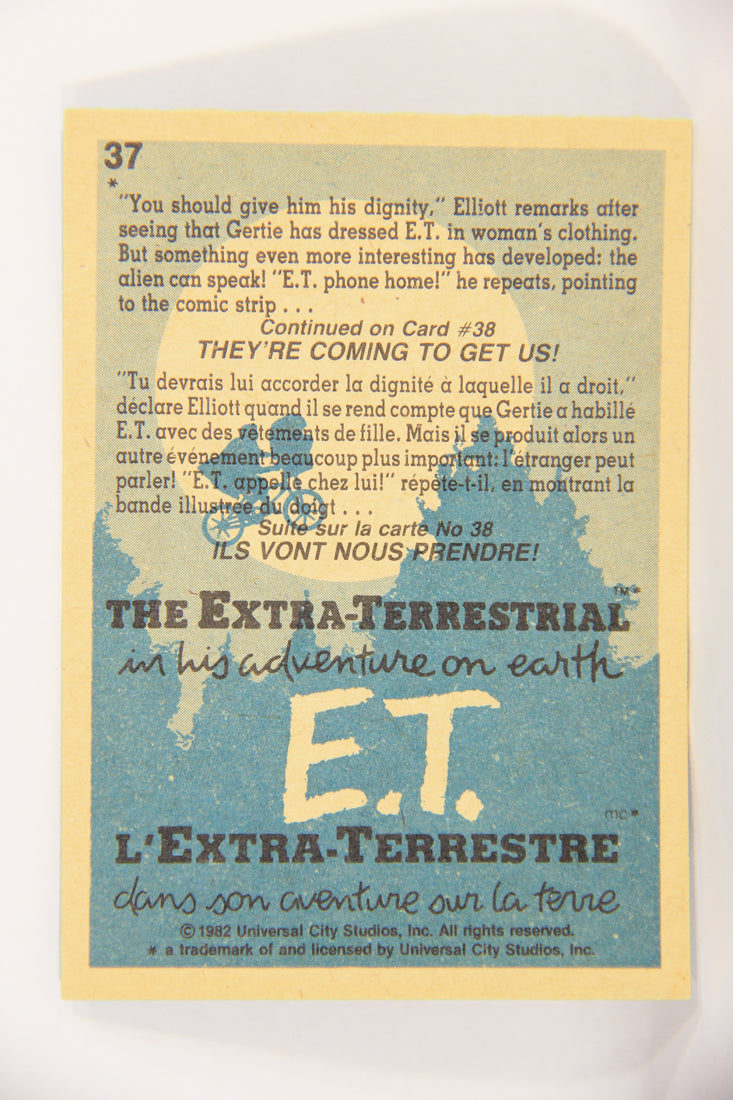 37
*
"You should give him his dignity," Elliott remarks after
seeing that Gertie has dressed E.T. in woman's clothing.
But something even more interesting has developed: the
alien can speak! "E.T. phone home!" he repeats, pointing
to the comic strip . . .
Continued on Card #38
THEY'RE COMING TO GET US!
"Tu devrais lui accorder la dignité à laquelle il a droit,"
déclare Elliott quand il se rend compte que Gertie a habillé
E.T. avec des vêtements de fille. Mais il se produit alors un
autre événement beaucoup plus important: l'étranger peut
parler! "E.T. appelle chez lui!" répète-t-il, en montrant la
bande illustrée du doigt . . .
Suite sur la carte No 38
ILS VONT NOUS PRENDRE!
THE EXTRA-TERRESTRIAL TM*
in his adventure on earth
E.T.
mc*
L'EXTRA-TERRESTRE
dans son aventure sur la terre
©1982 Universal City Studios, Inc. All rights reserved.
* a trademark of and licensed by Universal City Studios, Inc.